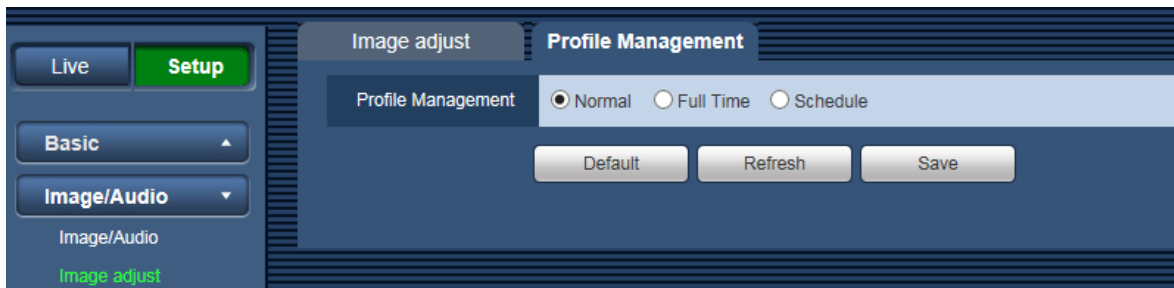 Live Setup
Basic
Image/Audio
Image/Audio
Image adjust
Image adjust Profile Management
Profile Management Normal Full Time Schedule
Default Refresh Save